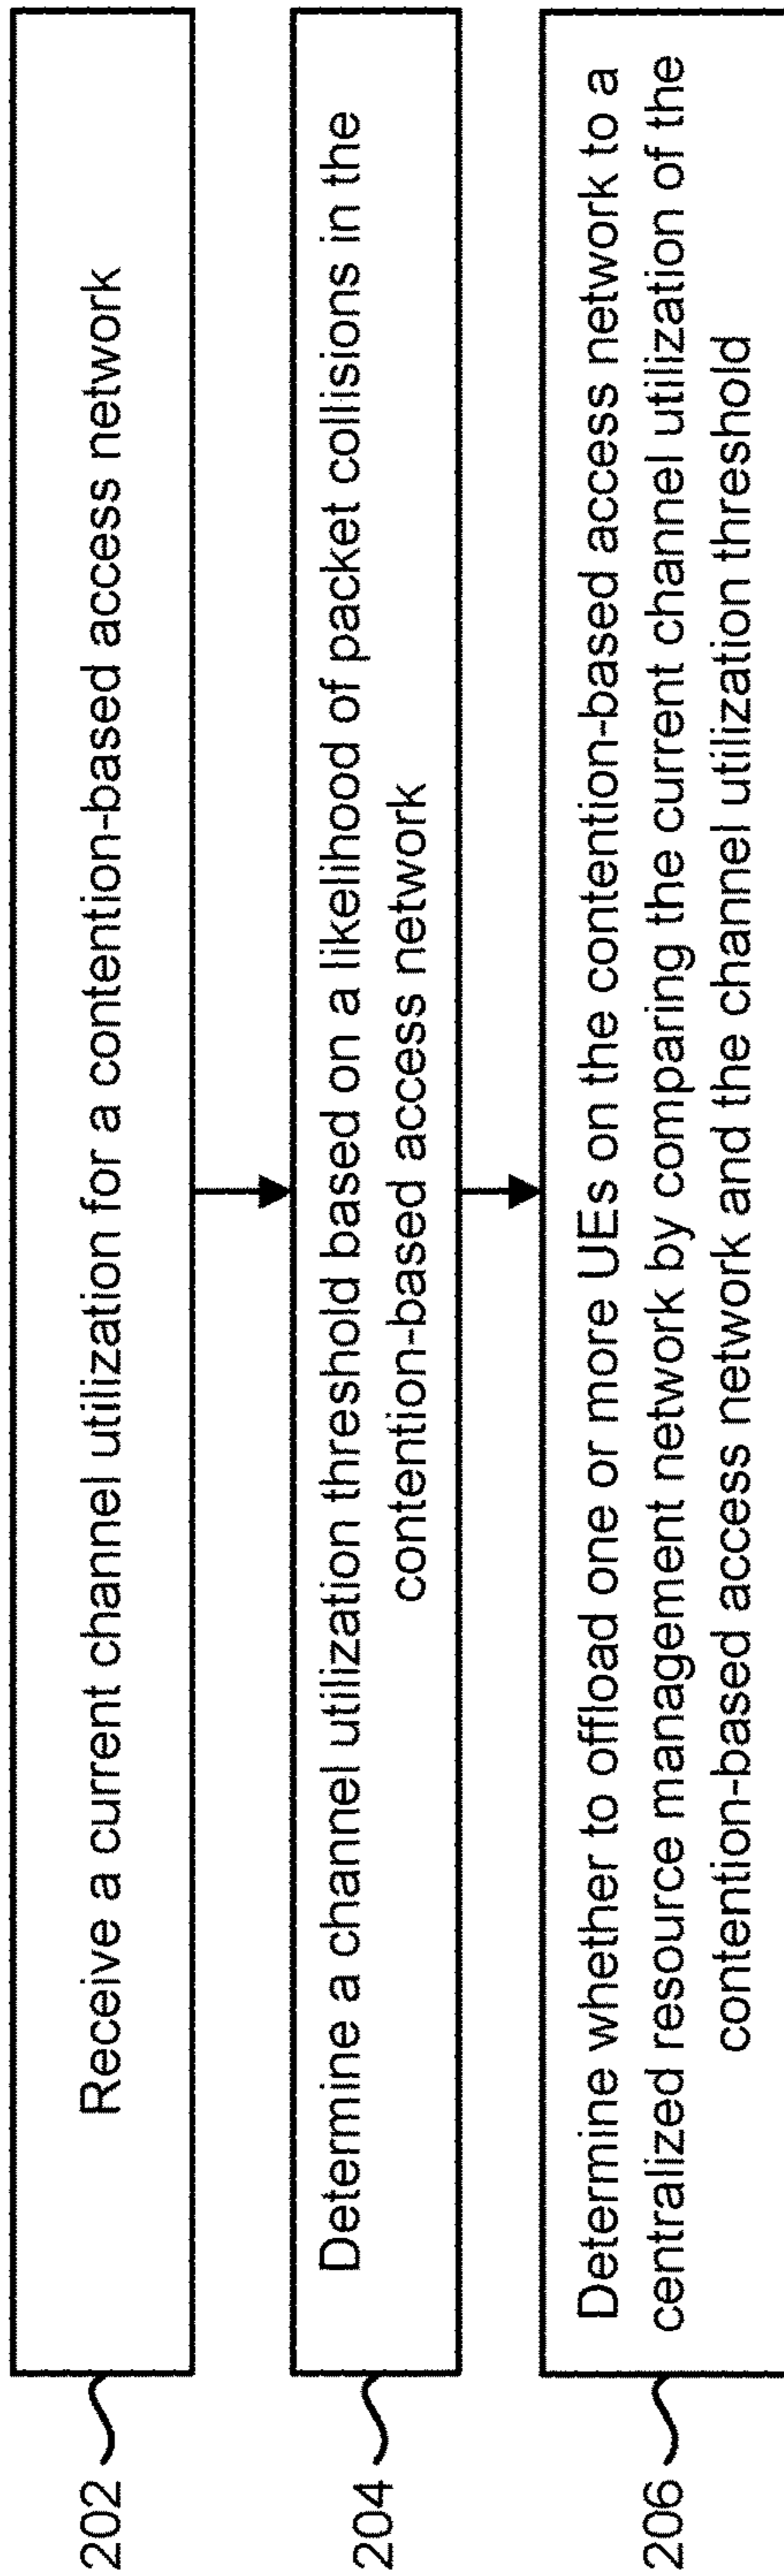 202
Receive a current channel utilization for a contention-based access network
204
Determine a channel utilization threshold based on a likelihood of packet collisions in the
contention-based access network
206
Determine whether to offload one or more UEs on the contention-based access network to a
centralized resource management network by comparing the current channel utilization of the
contention-based access network and the channel utilization threshold